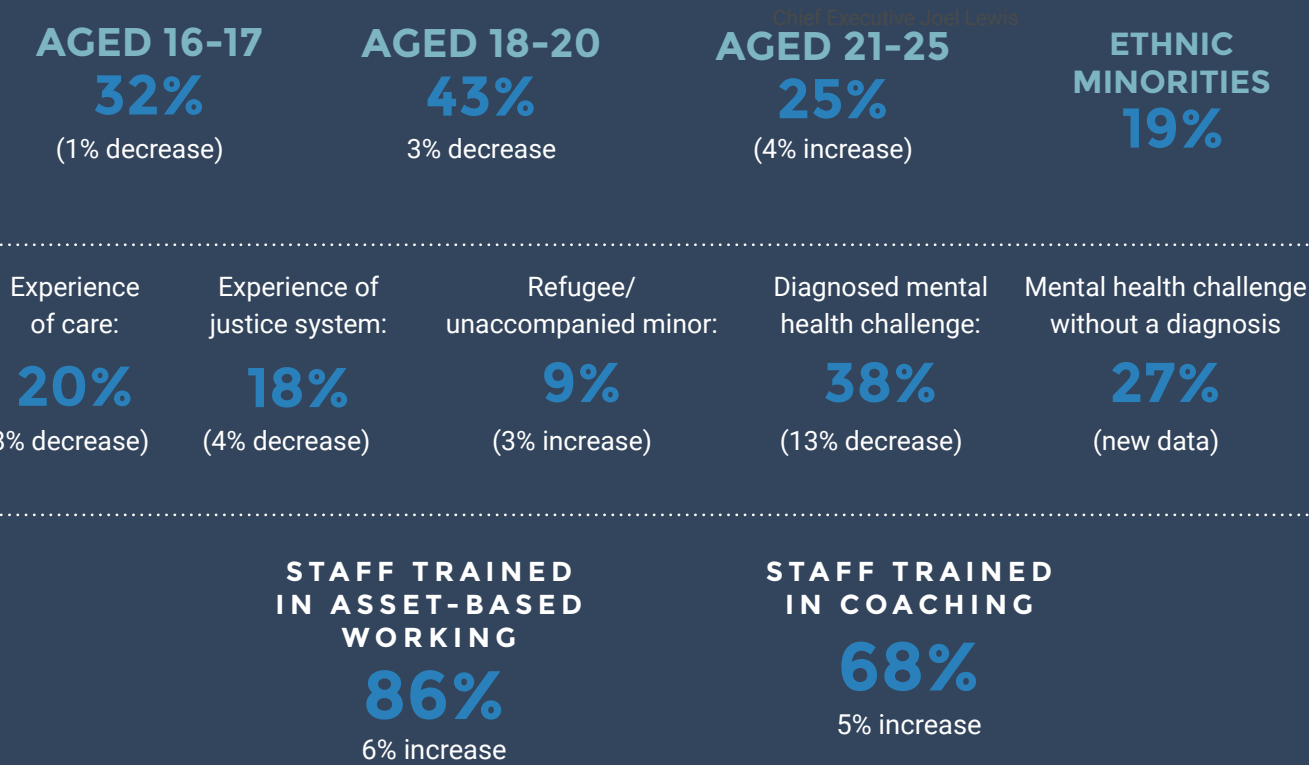 Chief Executive Joel Lewis
AGED 16-17
32%
(1% decrease)
AGED 18-20
43%
3% decrease
AGED 21-25
25%
(4% increase)
ETHNIC
MINORITIES
19%
Experience
of care:
20%
decrease)
Experience of
justice system:
18%
(4% decrease)
Refugee/
unaccompanied minor:
9%
(3% increase)
Diagnosed mental
health challenge:
38%
(13% decrease)
Mental health challenge
without a diagnosis
27%
(new data)
STAFF TRAINED
IN ASSET-BASED
WORKING
86%
6% increase
STAFF TRAINED
IN COACHING
68%
5% increase